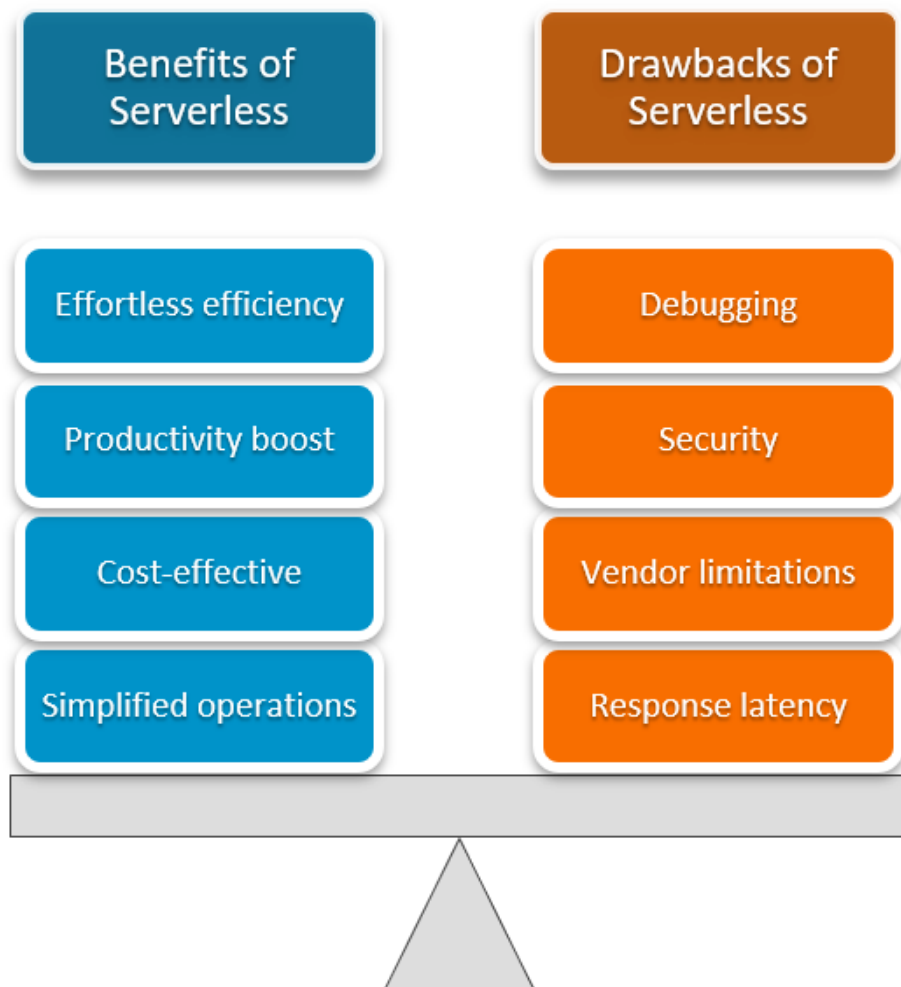 Benefits of
Serverless
Drawbacks of
Serverless
Effortless efficiency
Productivity boost
Cost-effective
Simplified operations
Debugging
Security
Vendor limitations
Response latency